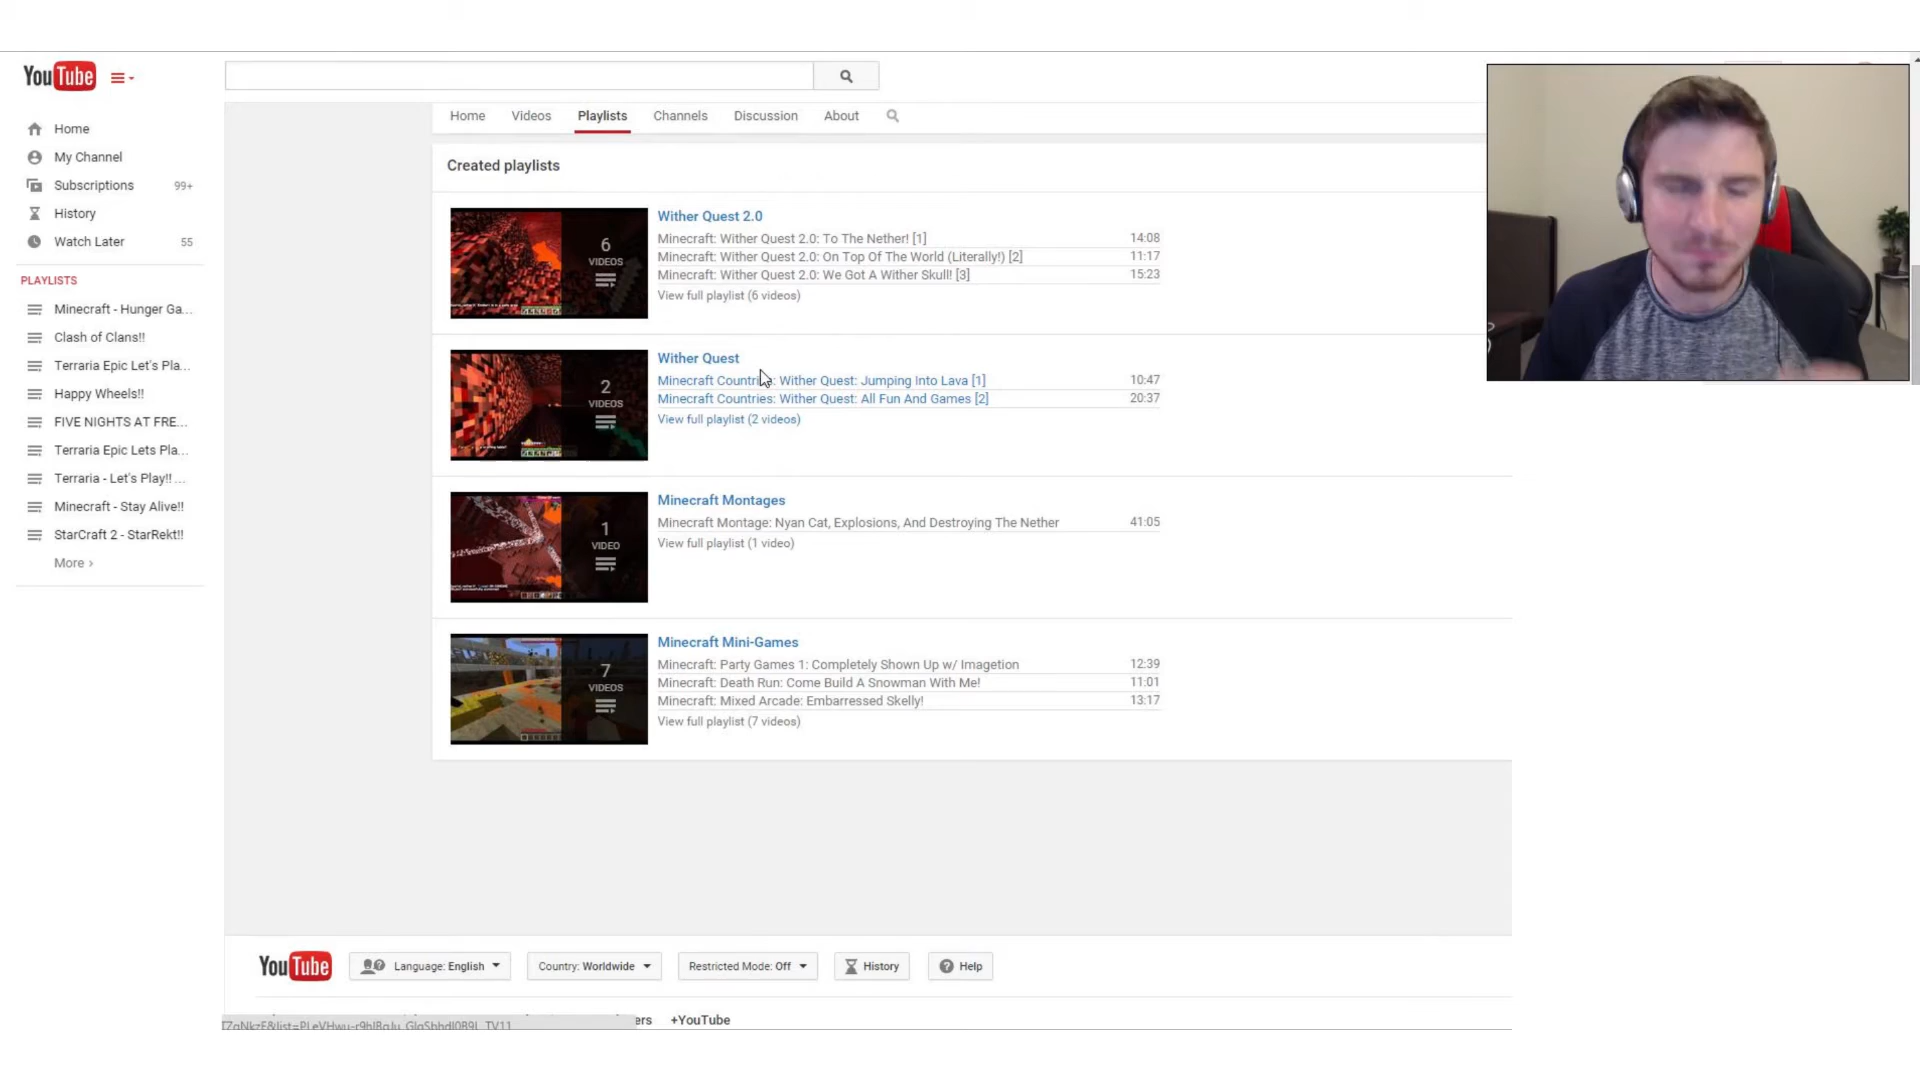 YouTube
Home Videos Playlists Channels Discussion About
Home
My Channel
Subscriptions 99+
History
Watch Later 55
PLAYLISTS
Minecraft - Hunger Ga...
Clash of Clans!!
Terraria Epic Let's Pla...
Happy Wheels!!
FIVE NIGHTS AT FRE...
Terraria Epic Lets Pla...
Terraria - Let's Play!! ...
Minecraft - Stay Alive!!
StarCraft 2 - StarRekt!!
More ›
Created playlists
6
VIDEOS
Wither Quest 2.0
Minecraft: Wither Quest 2.0: To The Nether! [1] 14:08
Minecraft: Wither Quest 2.0: On Top Of The World (Literally!) [2] 11:17
Minecraft: Wither Quest 2.0: We Got A Wither Skull! [3] 15:23
View full playlist (6 videos)
2
VIDEOS
Wither Quest
Minecraft Countries: Wither Quest: Jumping Into Lava [1] 10:47
Minecraft Countries: Wither Quest: All Fun And Games [2] 20:37
View full playlist (2 videos)
1
VIDEO
Minecraft Montages
Minecraft Montage: Nyan Cat, Explosions, And Destroying The Nether 41:05
View full playlist (1 video)
7
VIDEOS
Minecraft Mini-Games
Minecraft: Party Games 1: Completely Shown Up w/ Imagetion 12:39
Minecraft: Death Run: Come Build A Snowman With Me! 11:01
Minecraft: Mixed Arcade: Embarressed Skelly! 13:17
View full playlist (7 videos)
YouTube Language: English Country: Worldwide Restricted Mode: Off History Help
ers +YouTube